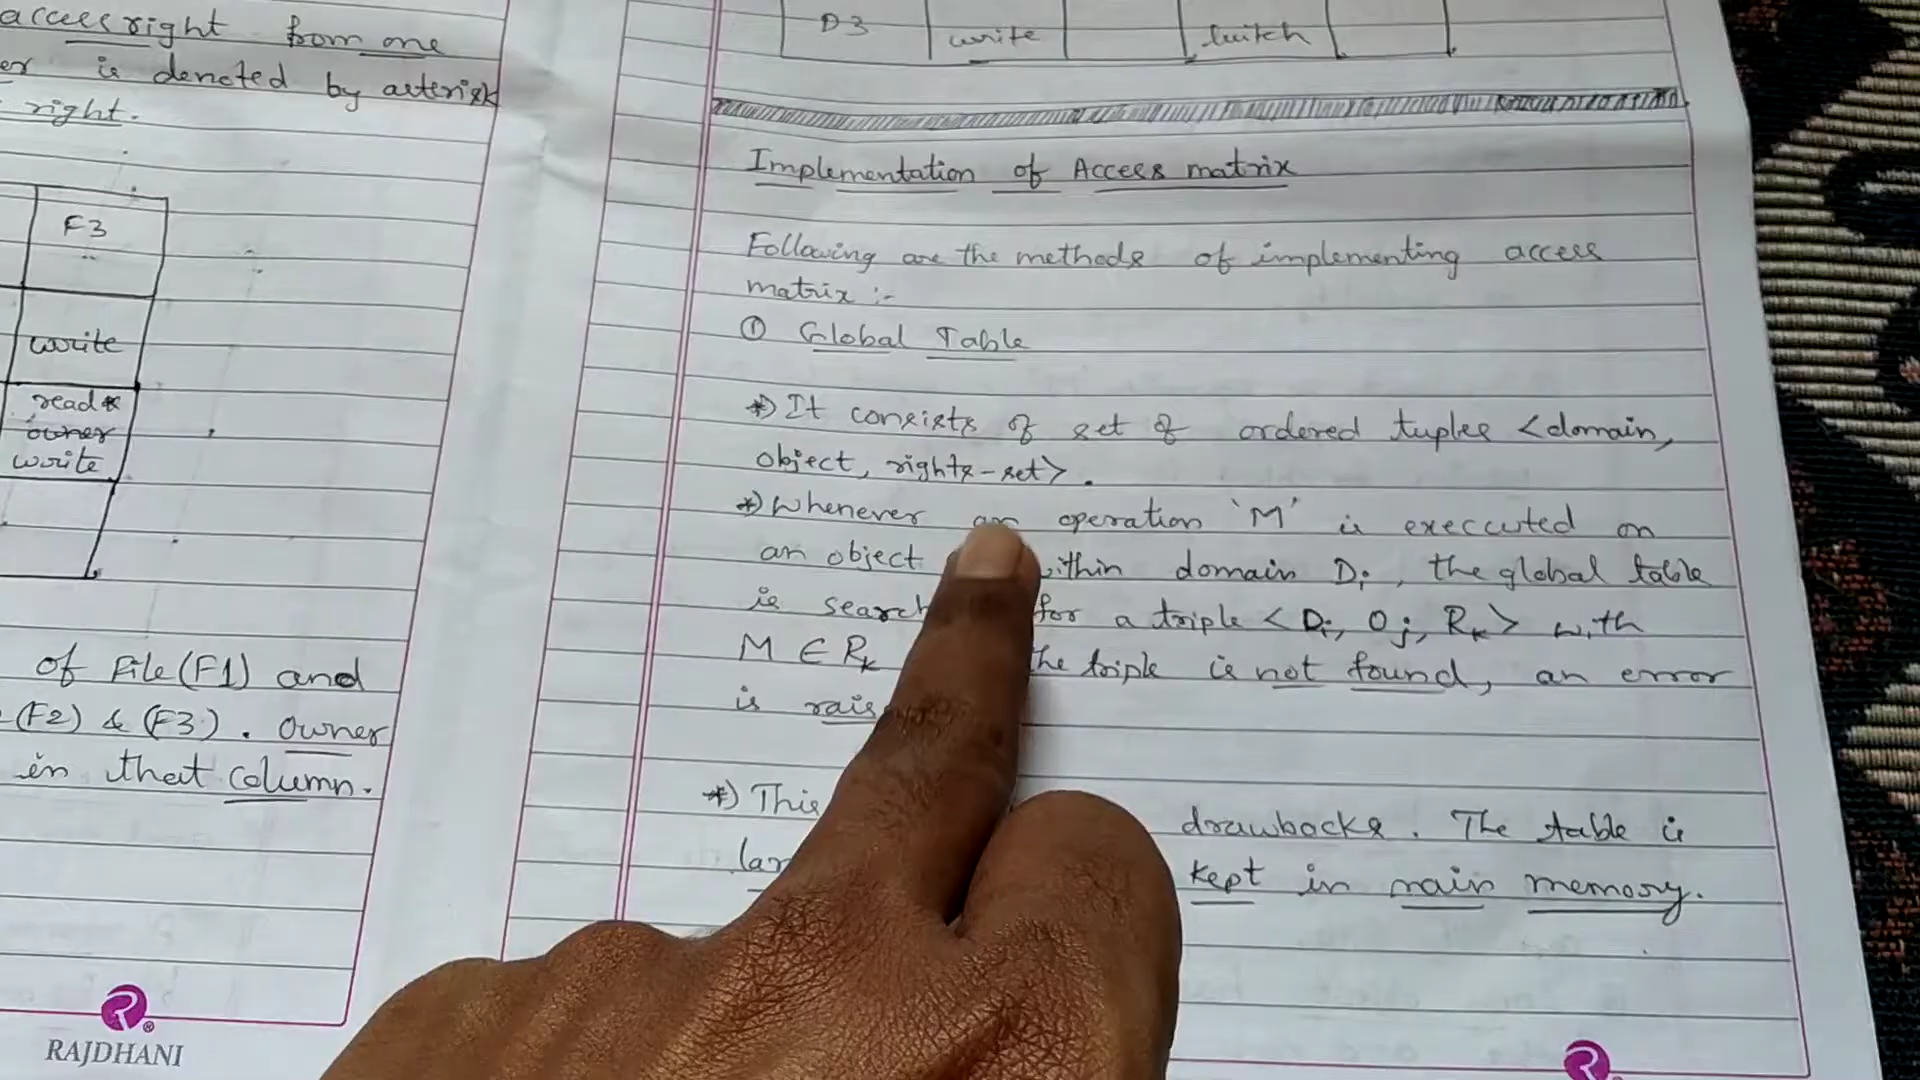 access right from one
er is denoted by asterisk
right.
F3
write
read*
owner
write
of File(F1) and
(F2) & (F3). Owner
in that column.
RAJDHANI
D3 write switch
Implementation of Access matrix
Following are the methods of implementing access
matrix :-
① Global Table
*) It consists of set of ordered tuples <domain,
object, rights-set>.
*) Whenever an operation 'M' is executed on
an object within domain Di, the global table
is search for a triple <Di, Oj, Rk> with
M ∈ Rk the triple is not found, an error
is rais
*) This drawbacks. The table is
lar kept in main memory.